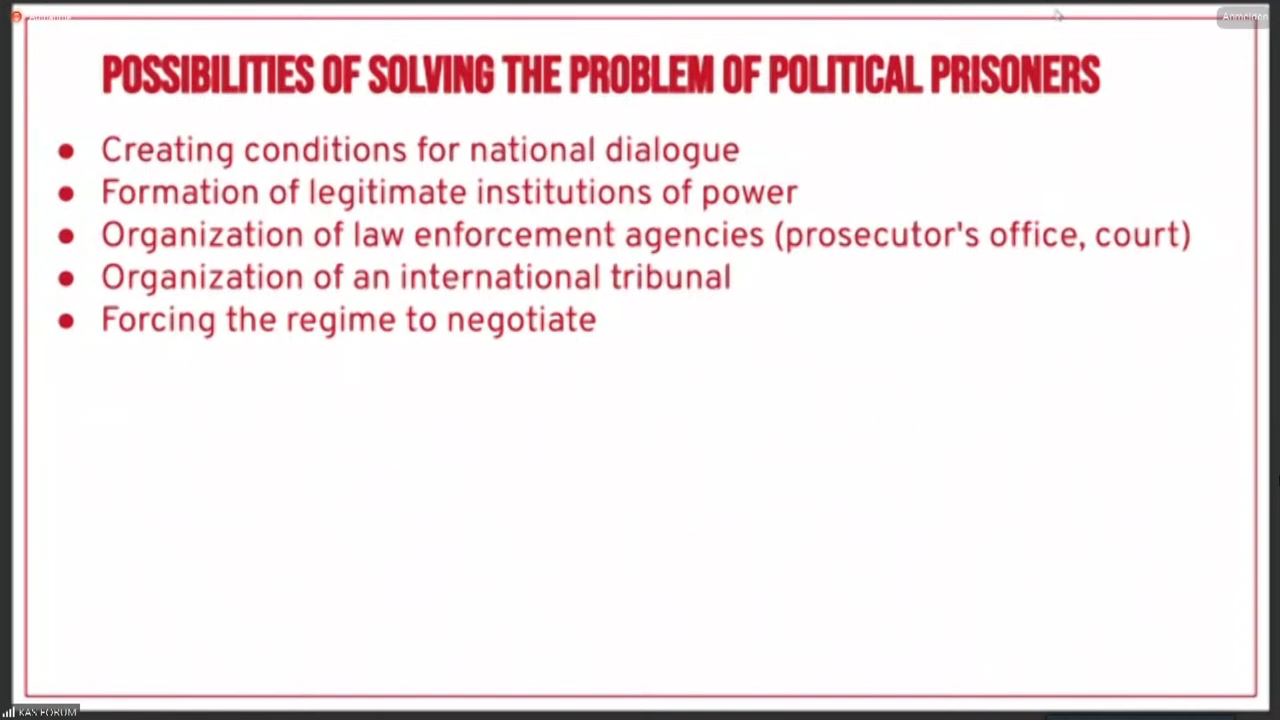 Aufnahme
Anmelden
POSSIBILITIES OF SOLVING THE PROBLEM OF POLITICAL PRISONERS
● Creating conditions for national dialogue
● Formation of legitimate institutions of power
● Organization of law enforcement agencies (prosecutor's office, court)
● Organization of an international tribunal
● Forcing the regime to negotiate
KAS FORUM